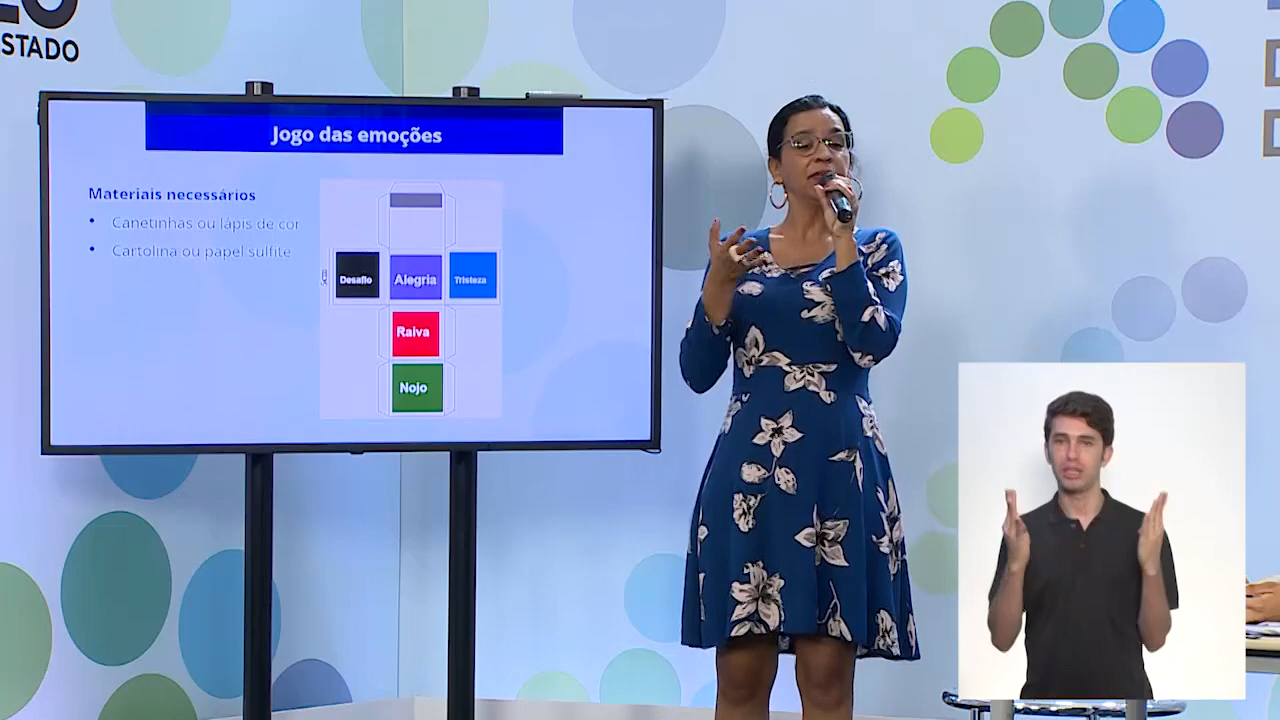 STADO
Jogo das emoções
Materiais necessários
• Canetinhas ou lápis de cor
• Cartolina ou papel sulfite
Desafio
Alegria
Tristeza
Raiva
Nojo